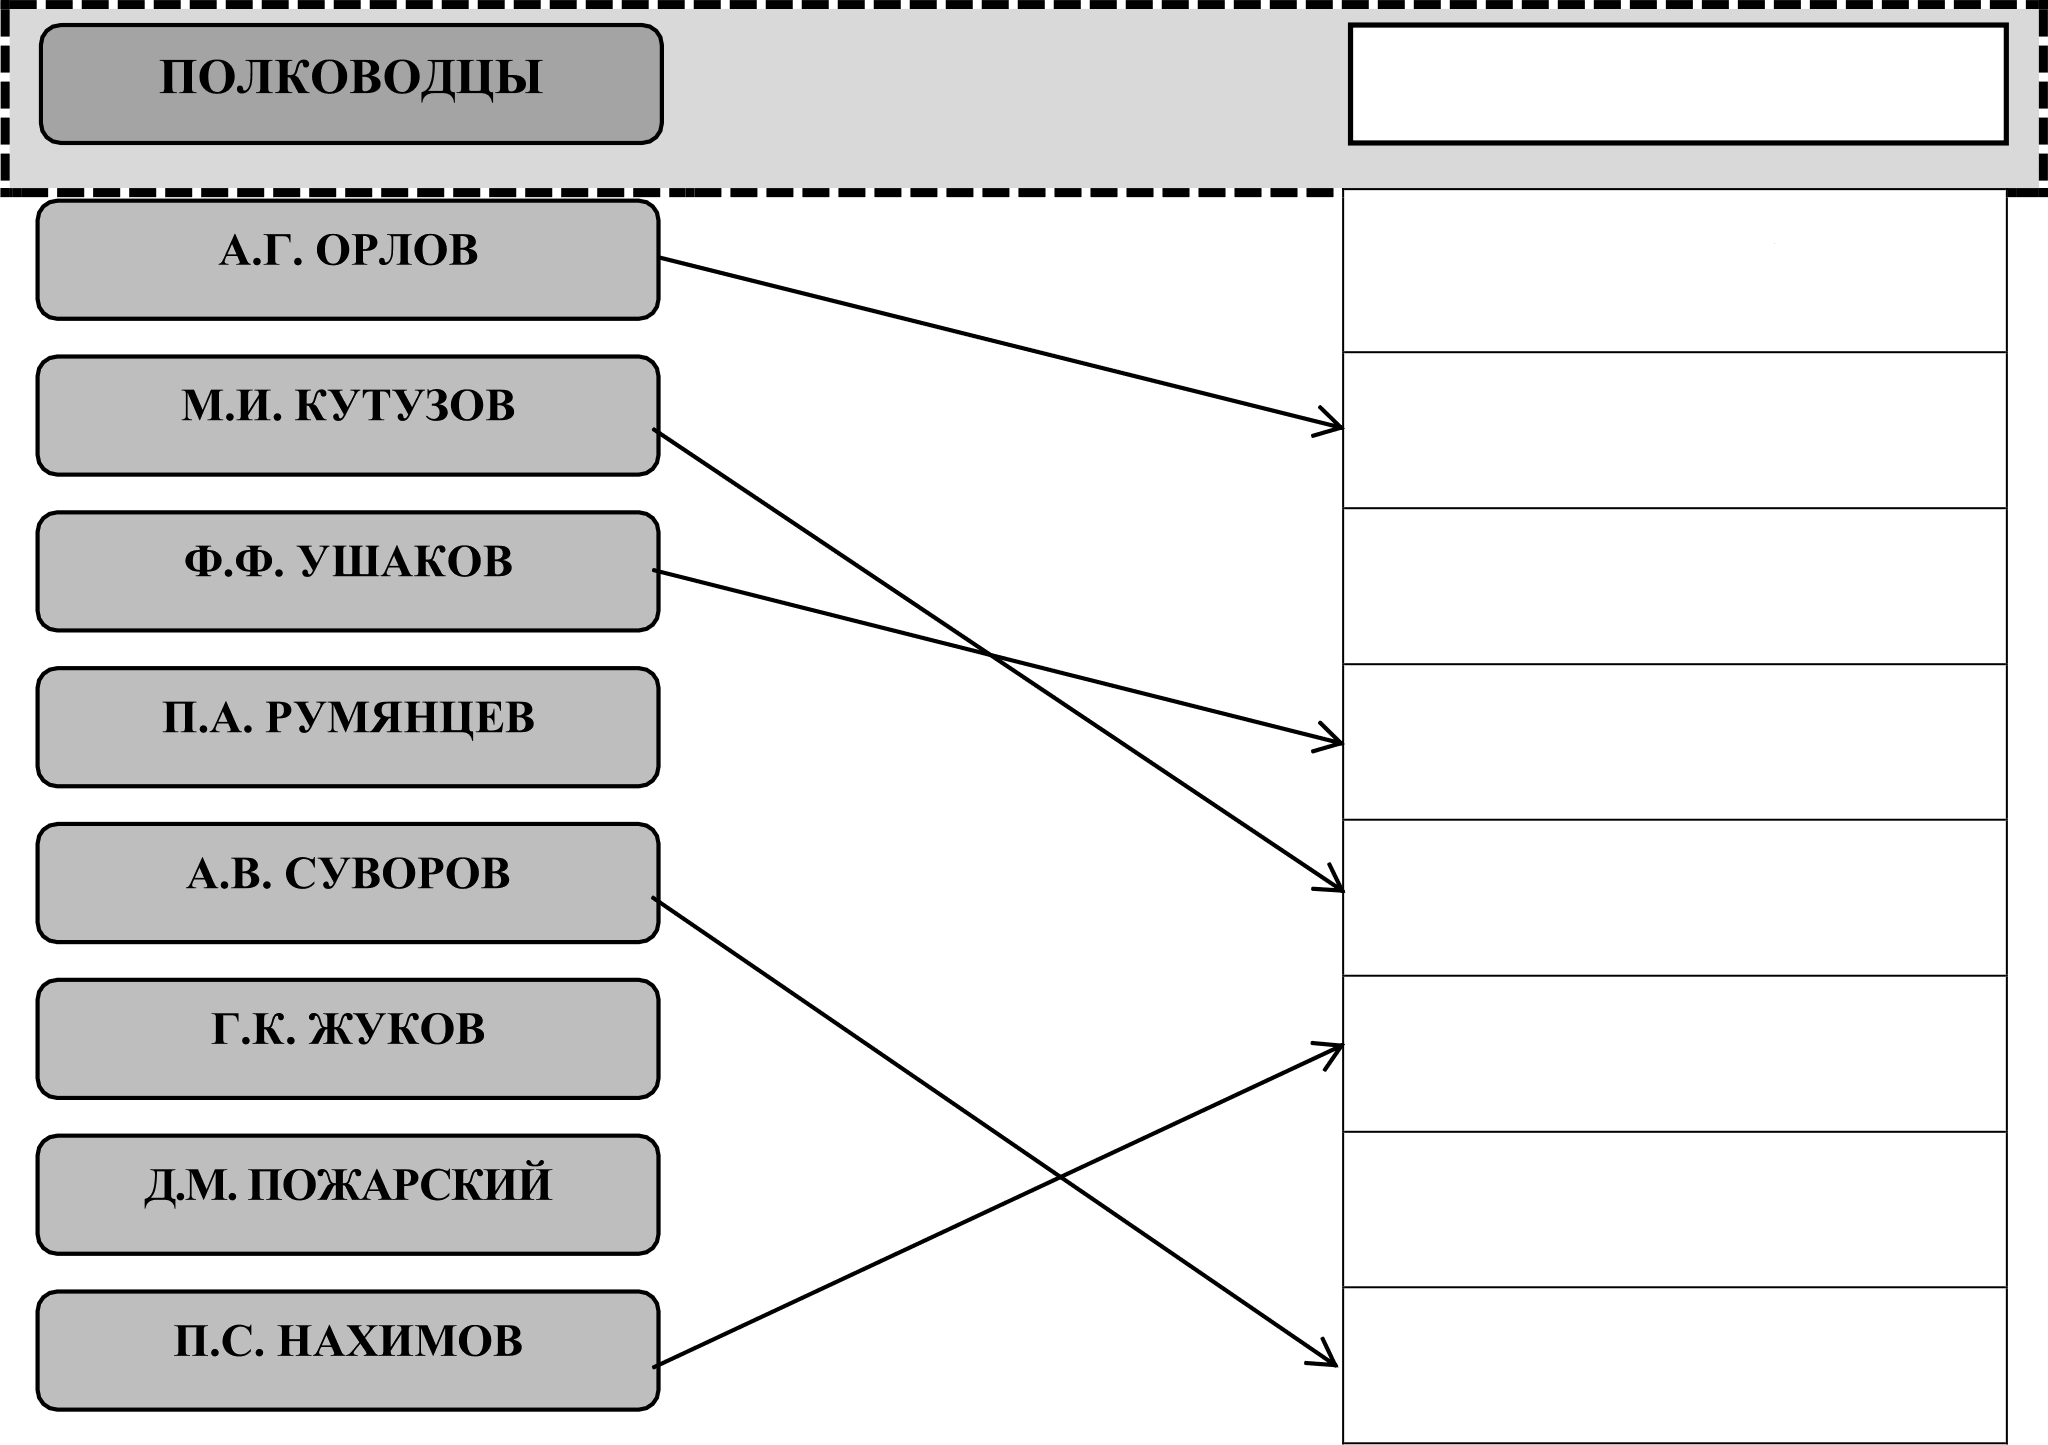 ПОЛКОВОДЦЫ
А.Г. ОРЛОВ
М.И. КУТУЗОВ
Ф.Ф. УШАКОВ
П.А. РУМЯНЦЕВ
А.В. СУВОРОВ
Г.К. ЖУКОВ
Д.М. ПОЖАРСКИЙ
П.С. НАХИМОВ